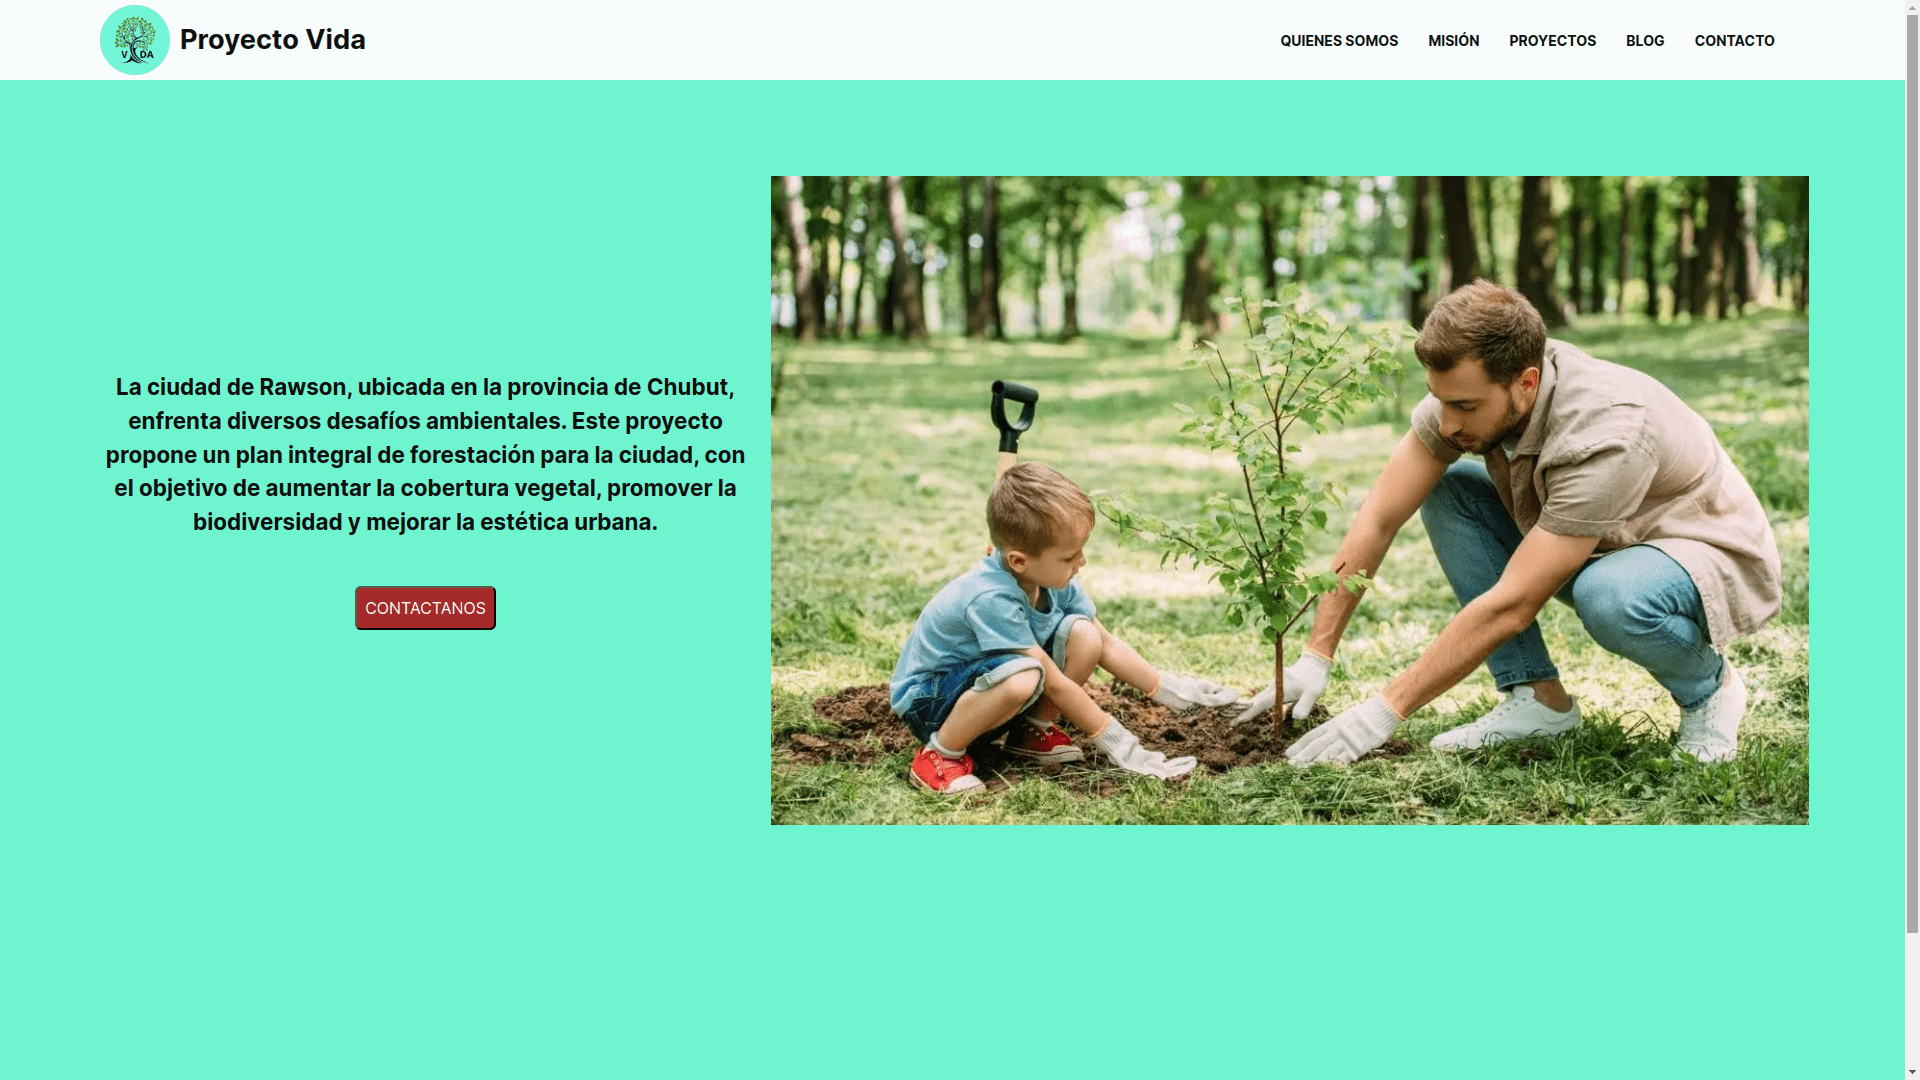 VIDA
Proyecto Vida
QUIENES SOMOS
MISIÓN
PROYECTOS
BLOG
CONTACTO
La ciudad de Rawson, ubicada en la provincia de Chubut,
enfrenta diversos desafíos ambientales. Este proyecto
propone un plan integral de forestación para la ciudad, con
el objetivo de aumentar la cobertura vegetal, promover la
biodiversidad y mejorar la estética urbana.
CONTACTANOS